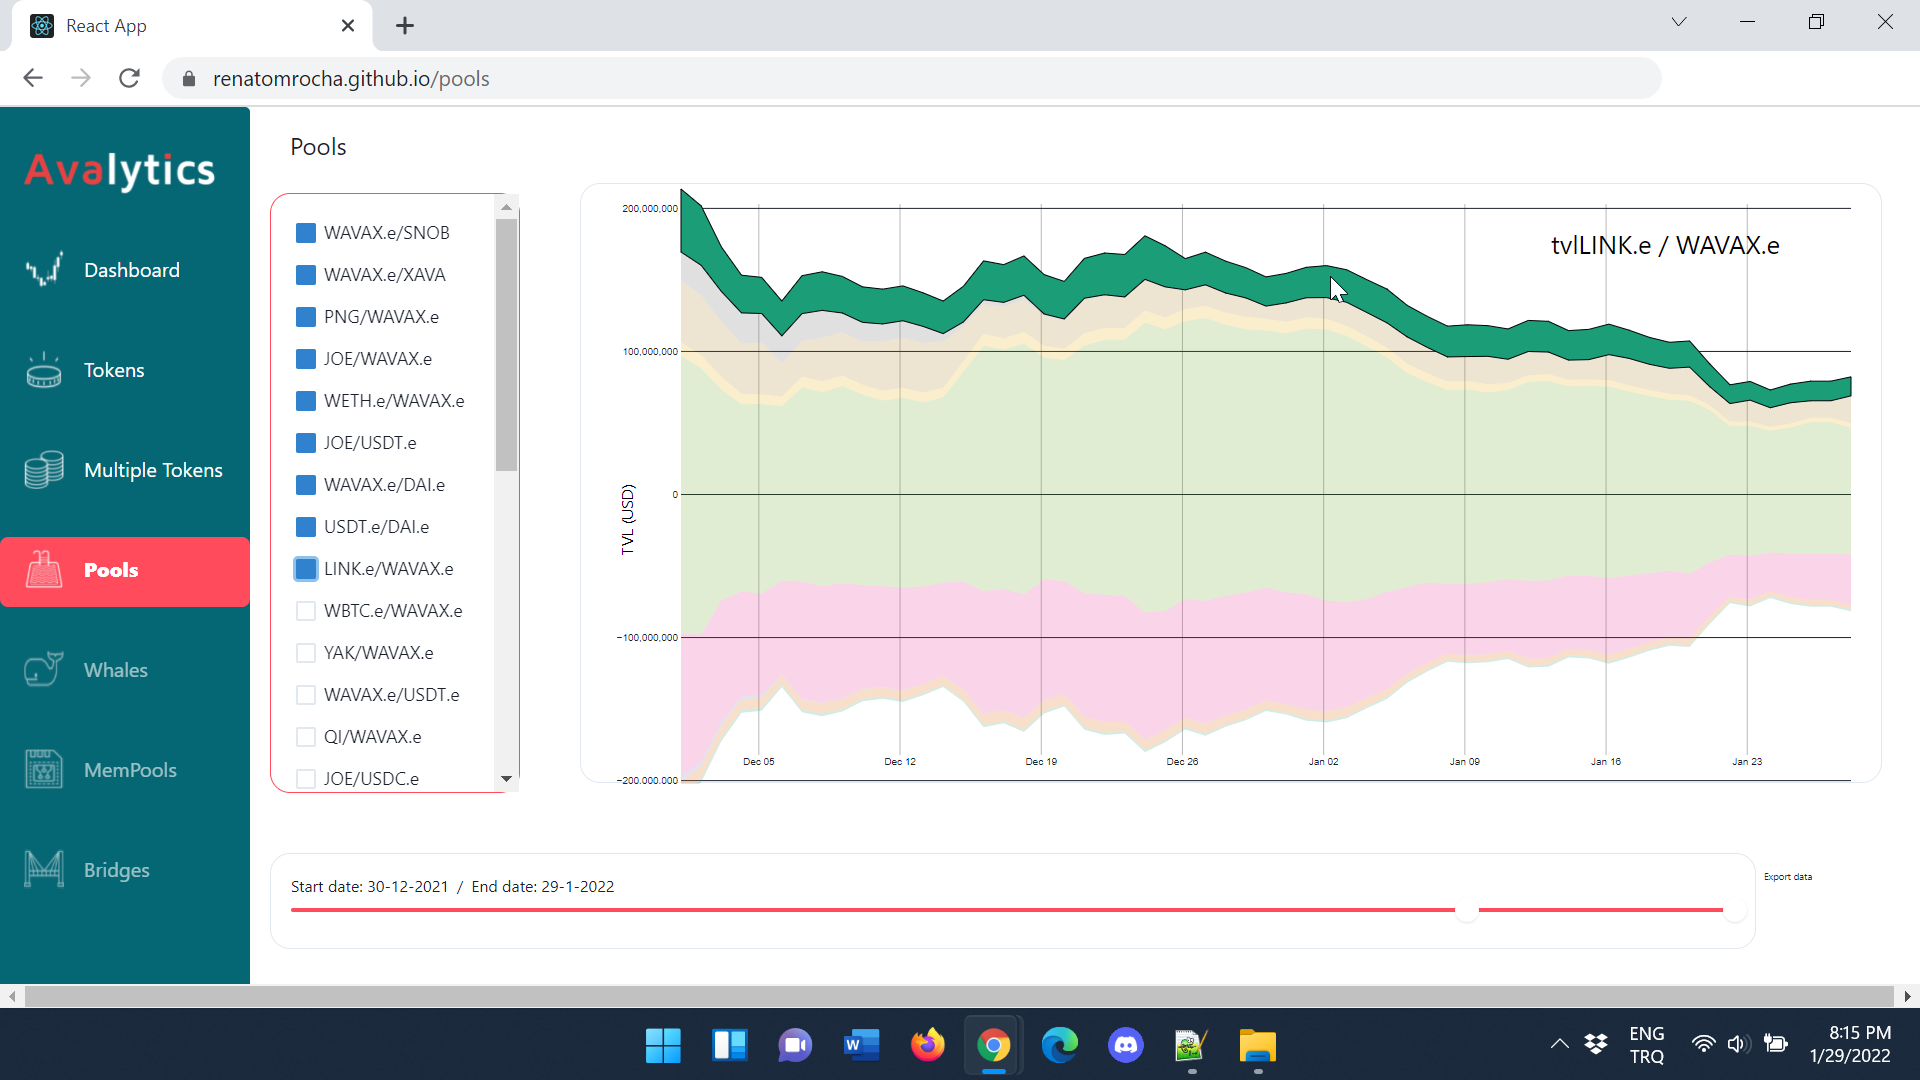 React App
renatomrocha.github.io/pools
Avalytics
Dashboard
Tokens
Multiple Tokens
Pools
Whales
MemPools
Bridges
Pools
WAVAX.e/SNOB
WAVAX.e/XAVA
PNG/WAVAX.e
JOE/WAVAX.e
WETH.e/WAVAX.e
JOE/USDT.e
WAVAX.e/DAI.e
USDT.e/DAI.e
LINK.e/WAVAX.e
WBTC.e/WAVAX.e
YAK/WAVAX.e
WAVAX.e/USDT.e
QI/WAVAX.e
JOE/USDC.e
tvlLINK.e / WAVAX.e
TVL (USD)
200,000,000
100,000,000
0
−100,000,000
−200,000,000
Dec 05 Dec 12 Dec 19 Dec 26 Jan 02 Jan 09 Jan 16 Jan 23
Start date: 30-12-2021 / End date: 29-1-2022
Export data
W
ENG
TRQ
8:15 PM
1/29/2022